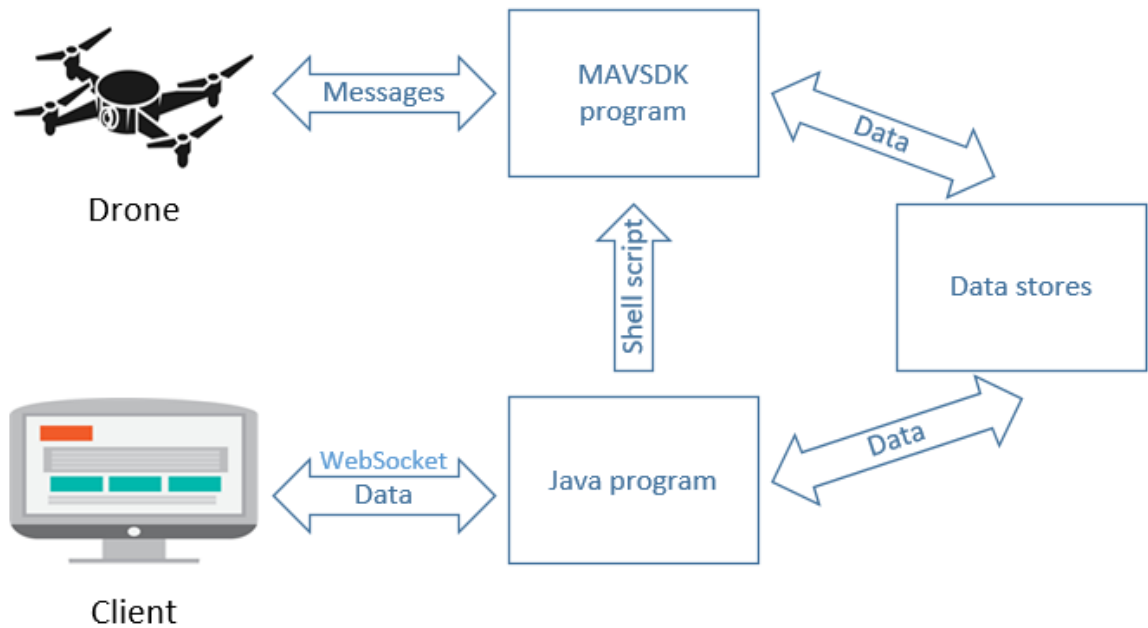 Messages
MAVSDK
program
Data
Drone
Shell script
Data stores
WebSocket
Data
Java program
Data
Client